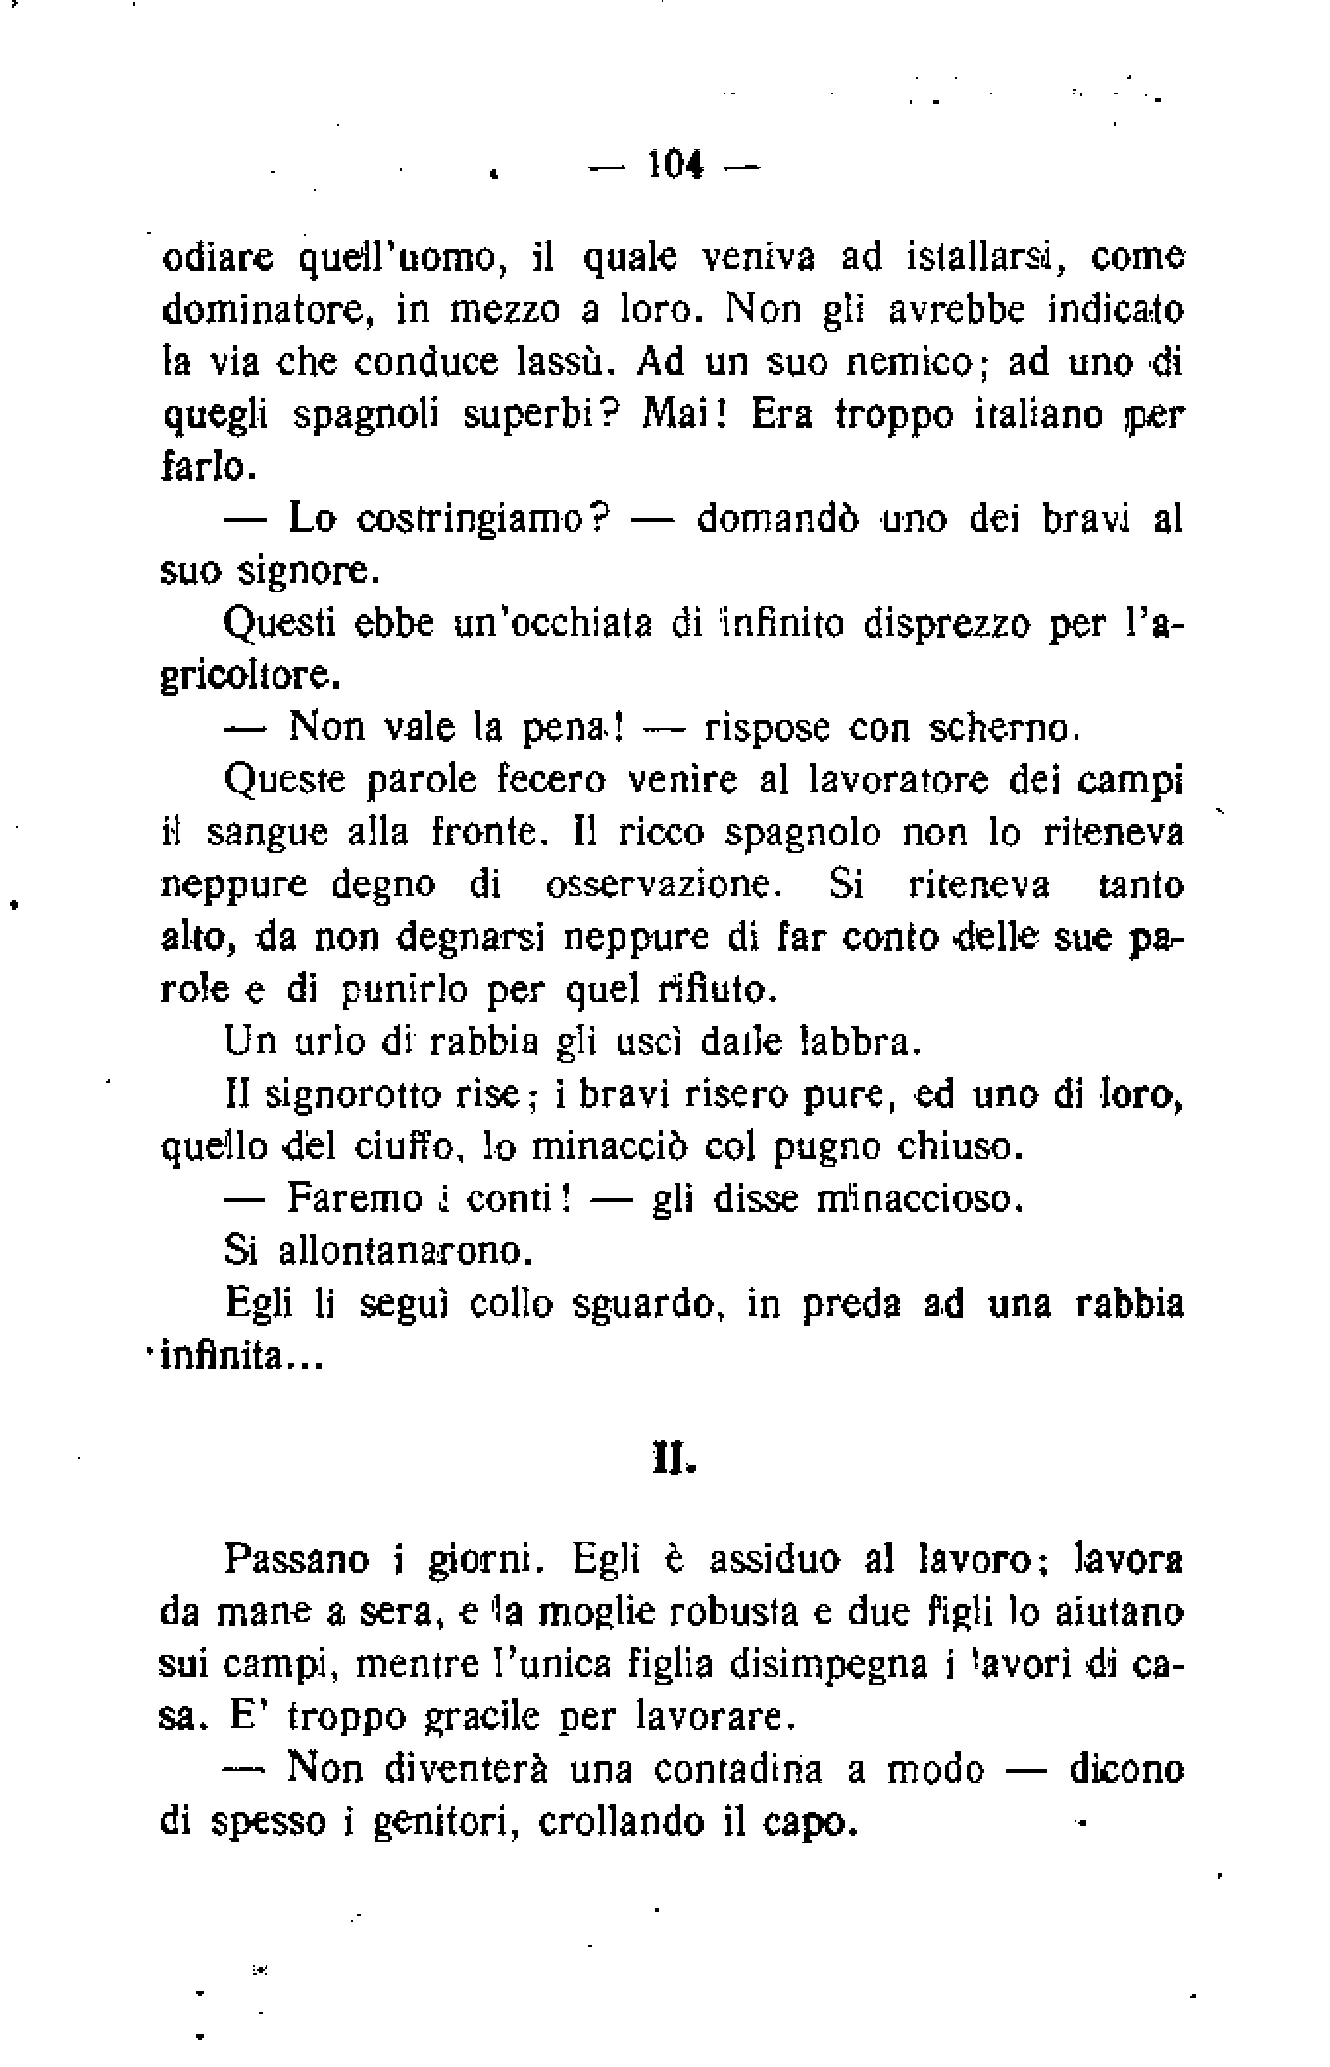 — 104 —
odiare quell'uomo, il quale veniva ad istallarsi, come
dominatore, in mezzo a loro. Non gli avrebbe indicato
la via che conduce lassù. Ad un suo nemico; ad uno di
quegli spagnoli superbi? Mai! Era troppo italiano per
farlo.
— Lo costringiamo? — domandò uno dei bravi al
suo signore.
Questi ebbe un'occhiata di infinito disprezzo per l'a-
gricoltore.
— Non vale la pena! — rispose con scherno.
Queste parole fecero venire al lavoratore dei campi
il sangue alla fronte. Il ricco spagnolo non lo riteneva
neppure degno di osservazione. Si riteneva tanto
alto, da non degnarsi neppure di far conto delle sue pa-
role e di punirlo per quel rifiuto.
Un urlo di rabbia gli uscì dalle labbra.
Il signorotto rise; i bravi risero pure, ed uno di loro,
quello del ciuffo, lo minacciò col pugno chiuso.
— Faremo i conti! — gli disse minaccioso.
Si allontanarono.
Egli li seguì collo sguardo, in preda ad una rabbia
infinita...
II.
Passano i giorni. Egli è assiduo al lavoro; lavora
da mane a sera, e la moglie robusta e due figli lo aiutano
sui campi, mentre l'unica figlia disimpegna i lavori di ca-
sa. E' troppo gracile per lavorare.
— Non diventerà una contadina a modo — dicono
di spesso i genitori, crollando il capo.